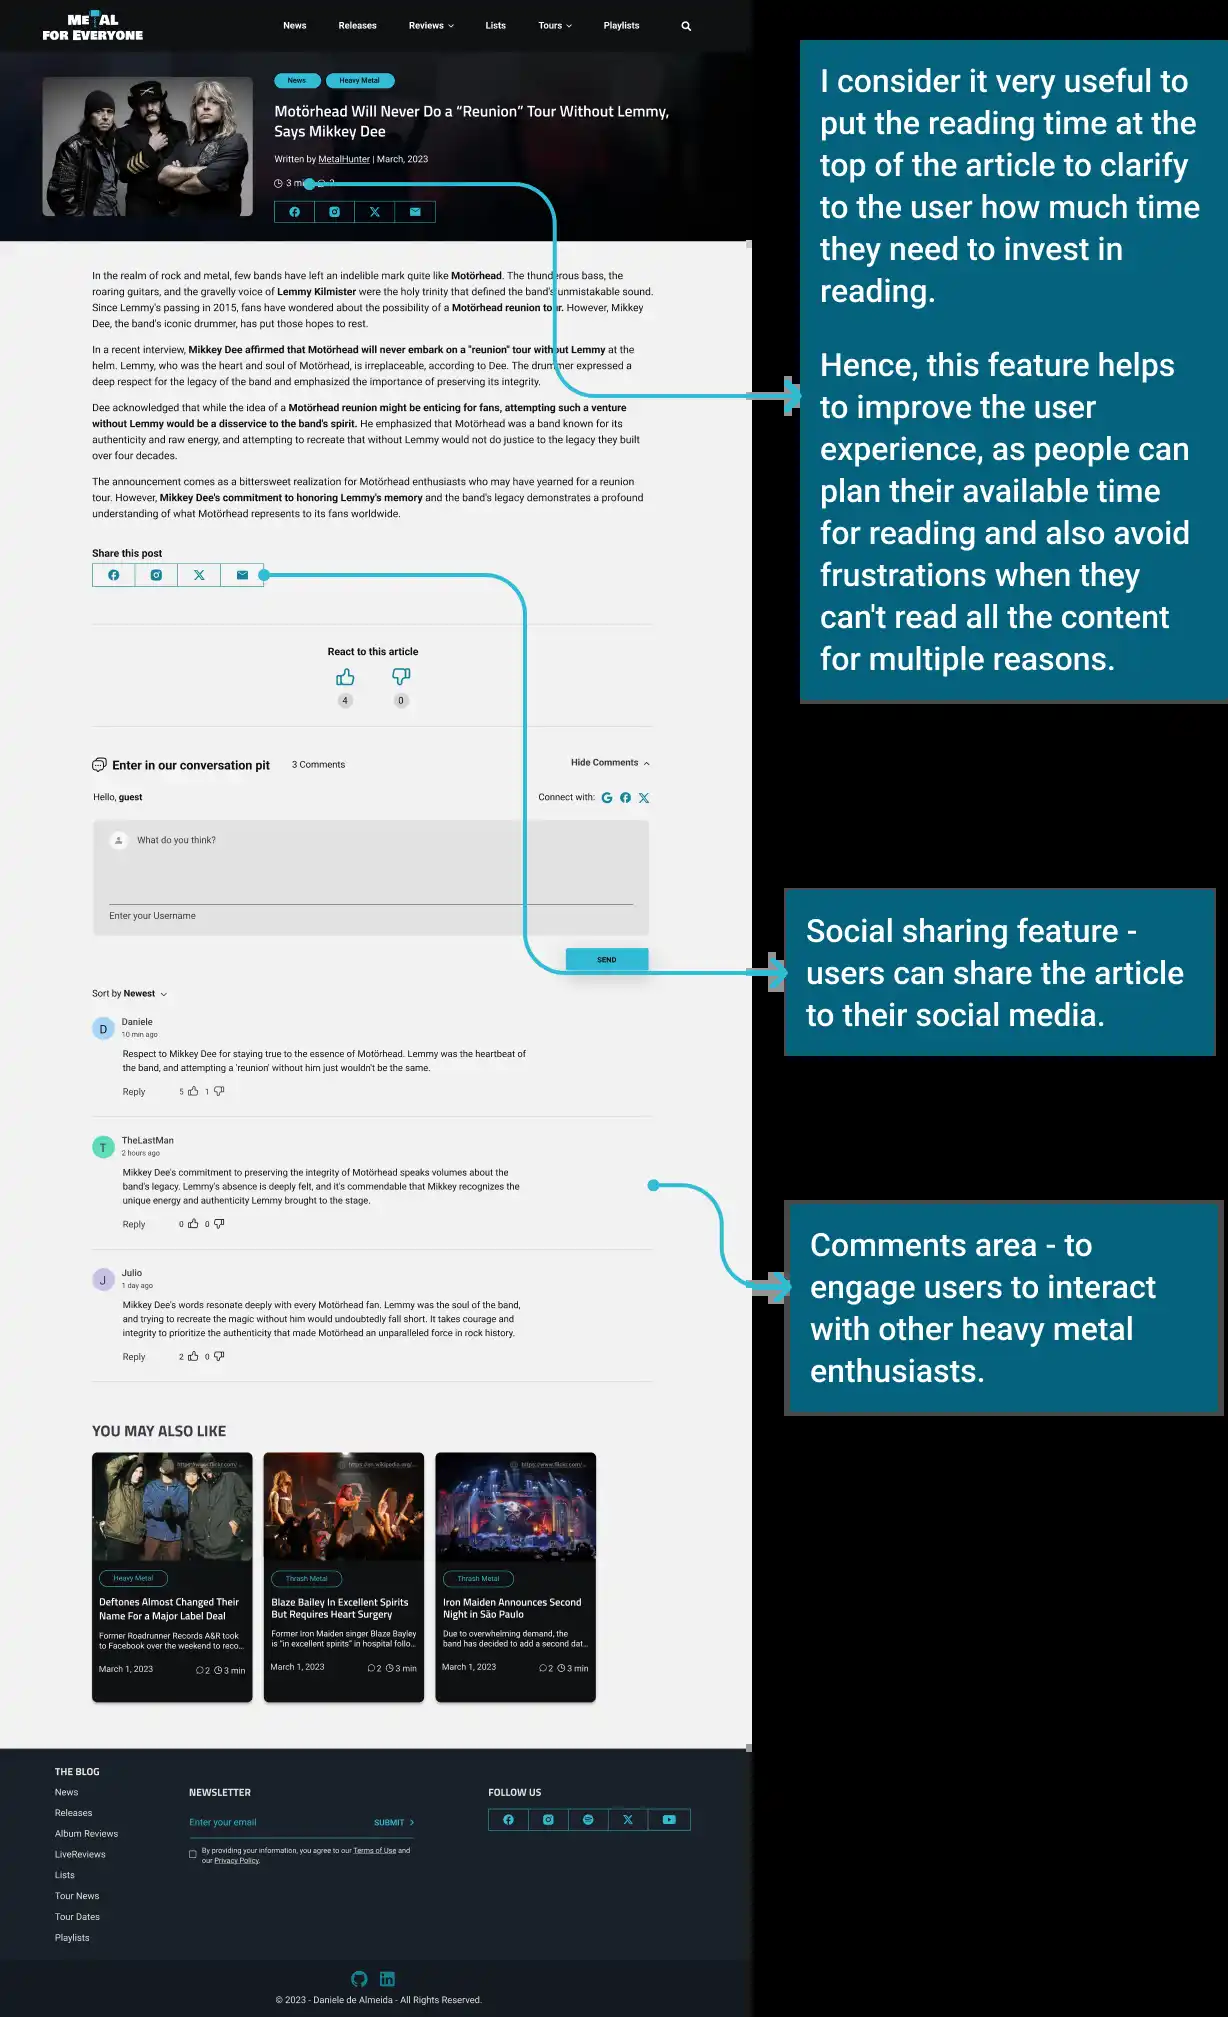 METAL
FOR EVERYONE
News
Releases
Reviews
Lists
Tours
Playlists
News
Heavy Metal
Motörhead Will Never Do a “Reunion” Tour Without Lemmy,
Says Mikkey Dee
Written by MetalHunter | March, 2023
3 mi
In the realm of rock and metal, few bands have left an indelible mark quite like Motörhead. The thunderous bass, the
roaring guitars, and the gravelly voice of Lemmy Kilmister were the holy trinity that defined the band's unmistakable sound.
Since Lemmy's passing in 2015, fans have wondered about the possibility of a Motörhead reunion tour. However, Mikkey
Dee, the band's iconic drummer, has put those hopes to rest.
In a recent interview, Mikkey Dee affirmed that Motörhead will never embark on a "reunion" tour without Lemmy at the
helm. Lemmy, who was the heart and soul of Motörhead, is irreplaceable, according to Dee. The drummer expressed a
deep respect for the legacy of the band and emphasized the importance of preserving its integrity.
Dee acknowledged that while the idea of a Motörhead reunion might be enticing for fans, attempting such a venture
without Lemmy would be a disservice to the band's spirit. He emphasized that Motörhead was a band known for its
authenticity and raw energy, and attempting to recreate that without Lemmy would not do justice to the legacy they built
over four decades.
The announcement comes as a bittersweet realization for Motörhead enthusiasts who may have yearned for a reunion
tour. However, Mikkey Dee's commitment to honoring Lemmy's memory and the band's legacy demonstrates a profound
understanding of what Motörhead represents to its fans worldwide.
Share this post
React to this article
4
0
Enter in our conversation pit
3 Comments
Hide Comments
Hello, guest
Connect with:
What do you think?
Enter your Username
SEND
Sort by Newest
D
Daniele
10 min ago
Respect to Mikkey Dee for staying true to the essence of Motörhead. Lemmy was the heartbeat of
the band, and attempting a 'reunion' without him just wouldn't be the same.
Reply
5
1
T
TheLastMan
2 hours ago
Mikkey Dee's commitment to preserving the integrity of Motörhead speaks volumes about the
band's legacy. Lemmy's absence is deeply felt, and it's commendable that Mikkey recognizes the
unique energy and authenticity Lemmy brought to the stage.
Reply
0
0
J
Julio
1 day ago
Mikkey Dee's words resonate deeply with every Motörhead fan. Lemmy was the soul of the band,
and trying to recreate the magic without him would undoubtedly fall short. It takes courage and
integrity to prioritize the authenticity that made Motörhead an unparalleled force in rock history.
Reply
2
0
YOU MAY ALSO LIKE
https://www.flickr.com/...
Heavy Metal
Deftones Almost Changed Their
Name For a Major Label Deal
Former Roadrunner Records A&R took
to Facebook over the weekend to reco...
March 1, 2023
2
3 min
https://en.wikipedia.org/...
Thrash Metal
Blaze Bailey In Excellent Spirits
But Requires Heart Surgery
Former Iron Maiden singer Blaze Bayley
is “in excellent spirits” in hospital follo...
March 1, 2023
2
3 min
https://www.flickr.com/...
Thrash Metal
Iron Maiden Announces Second
Night in São Paulo
Due to overwhelming demand, the
band has decided to add a second dat...
March 1, 2023
2
3 min
THE BLOG
News
Releases
Album Reviews
LiveReviews
Lists
Tour News
Tour Dates
Playlists
NEWSLETTER
Enter your email
SUBMIT
By providing your information, you agree to our Terms of Use and
our Privacy Policy.
FOLLOW US
© 2023 - Daniele de Almeida - All Rights Reserved.
I consider it very useful to
put the reading time at the
top of the article to clarify
to the user how much time
they need to invest in
reading.
Hence, this feature helps
to improve the user
experience, as people can
plan their available time
for reading and also avoid
frustrations when they
can't read all the content
for multiple reasons.
Social sharing feature -
users can share the article
to their social media.
Comments area - to
engage users to interact
with other heavy metal
enthusiasts.